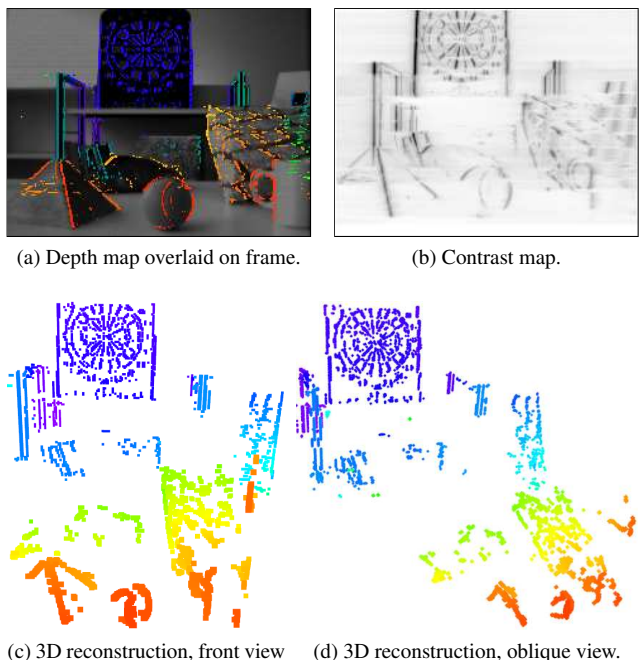 (a) Depth map overlaid on frame.
(b) Contrast map.
(c) 3D reconstruction, front view
(d) 3D reconstruction, oblique view.